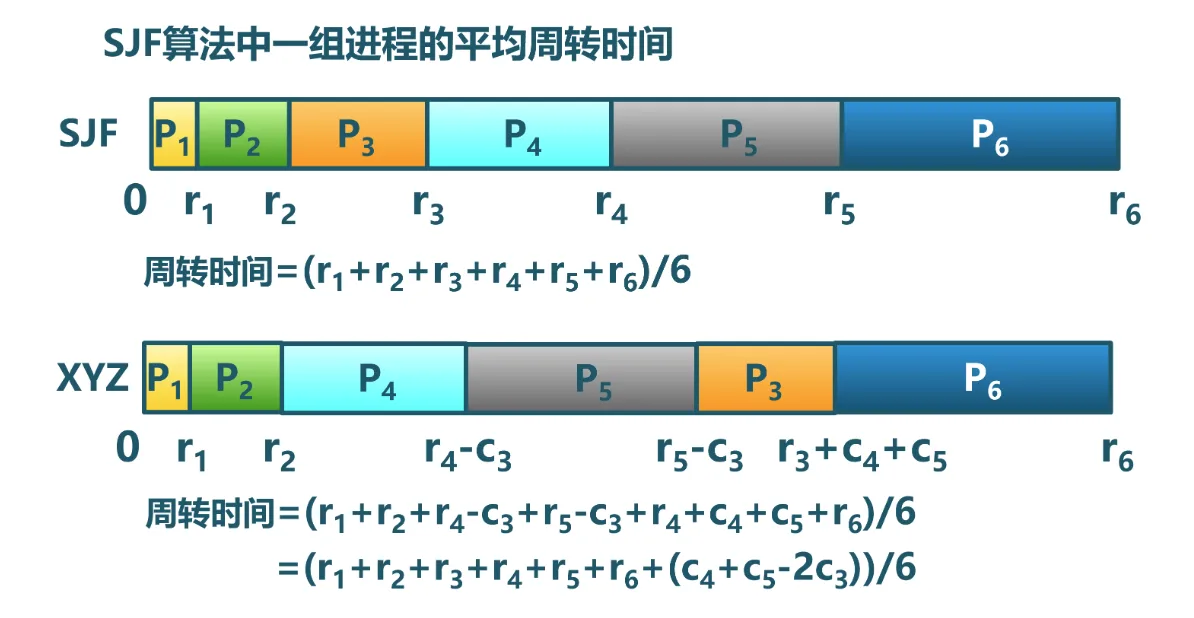 SJF算法中一组进程的平均周转时间
SJF P₁ P₂ P₃ P₄ P₅ P₆
0 r₁ r₂ r₃ r₄ r₅ r₆
周转时间=(r₁+r₂+r₃+r₄+r₅+r₆)/6
XYZ P₁ P₂ P₄ P₅ P₃ P₆
0 r₁ r₂ r₄-c₃ r₅-c₃ r₃+c₄+c₅ r₆
周转时间=(r₁+r₂+r₄-c₃+r₅-c₃+r₄+c₄+c₅+r₆)/6
=(r₁+r₂+r₃+r₄+r₅+r₆+(c₄+c₅-2c₃))/6